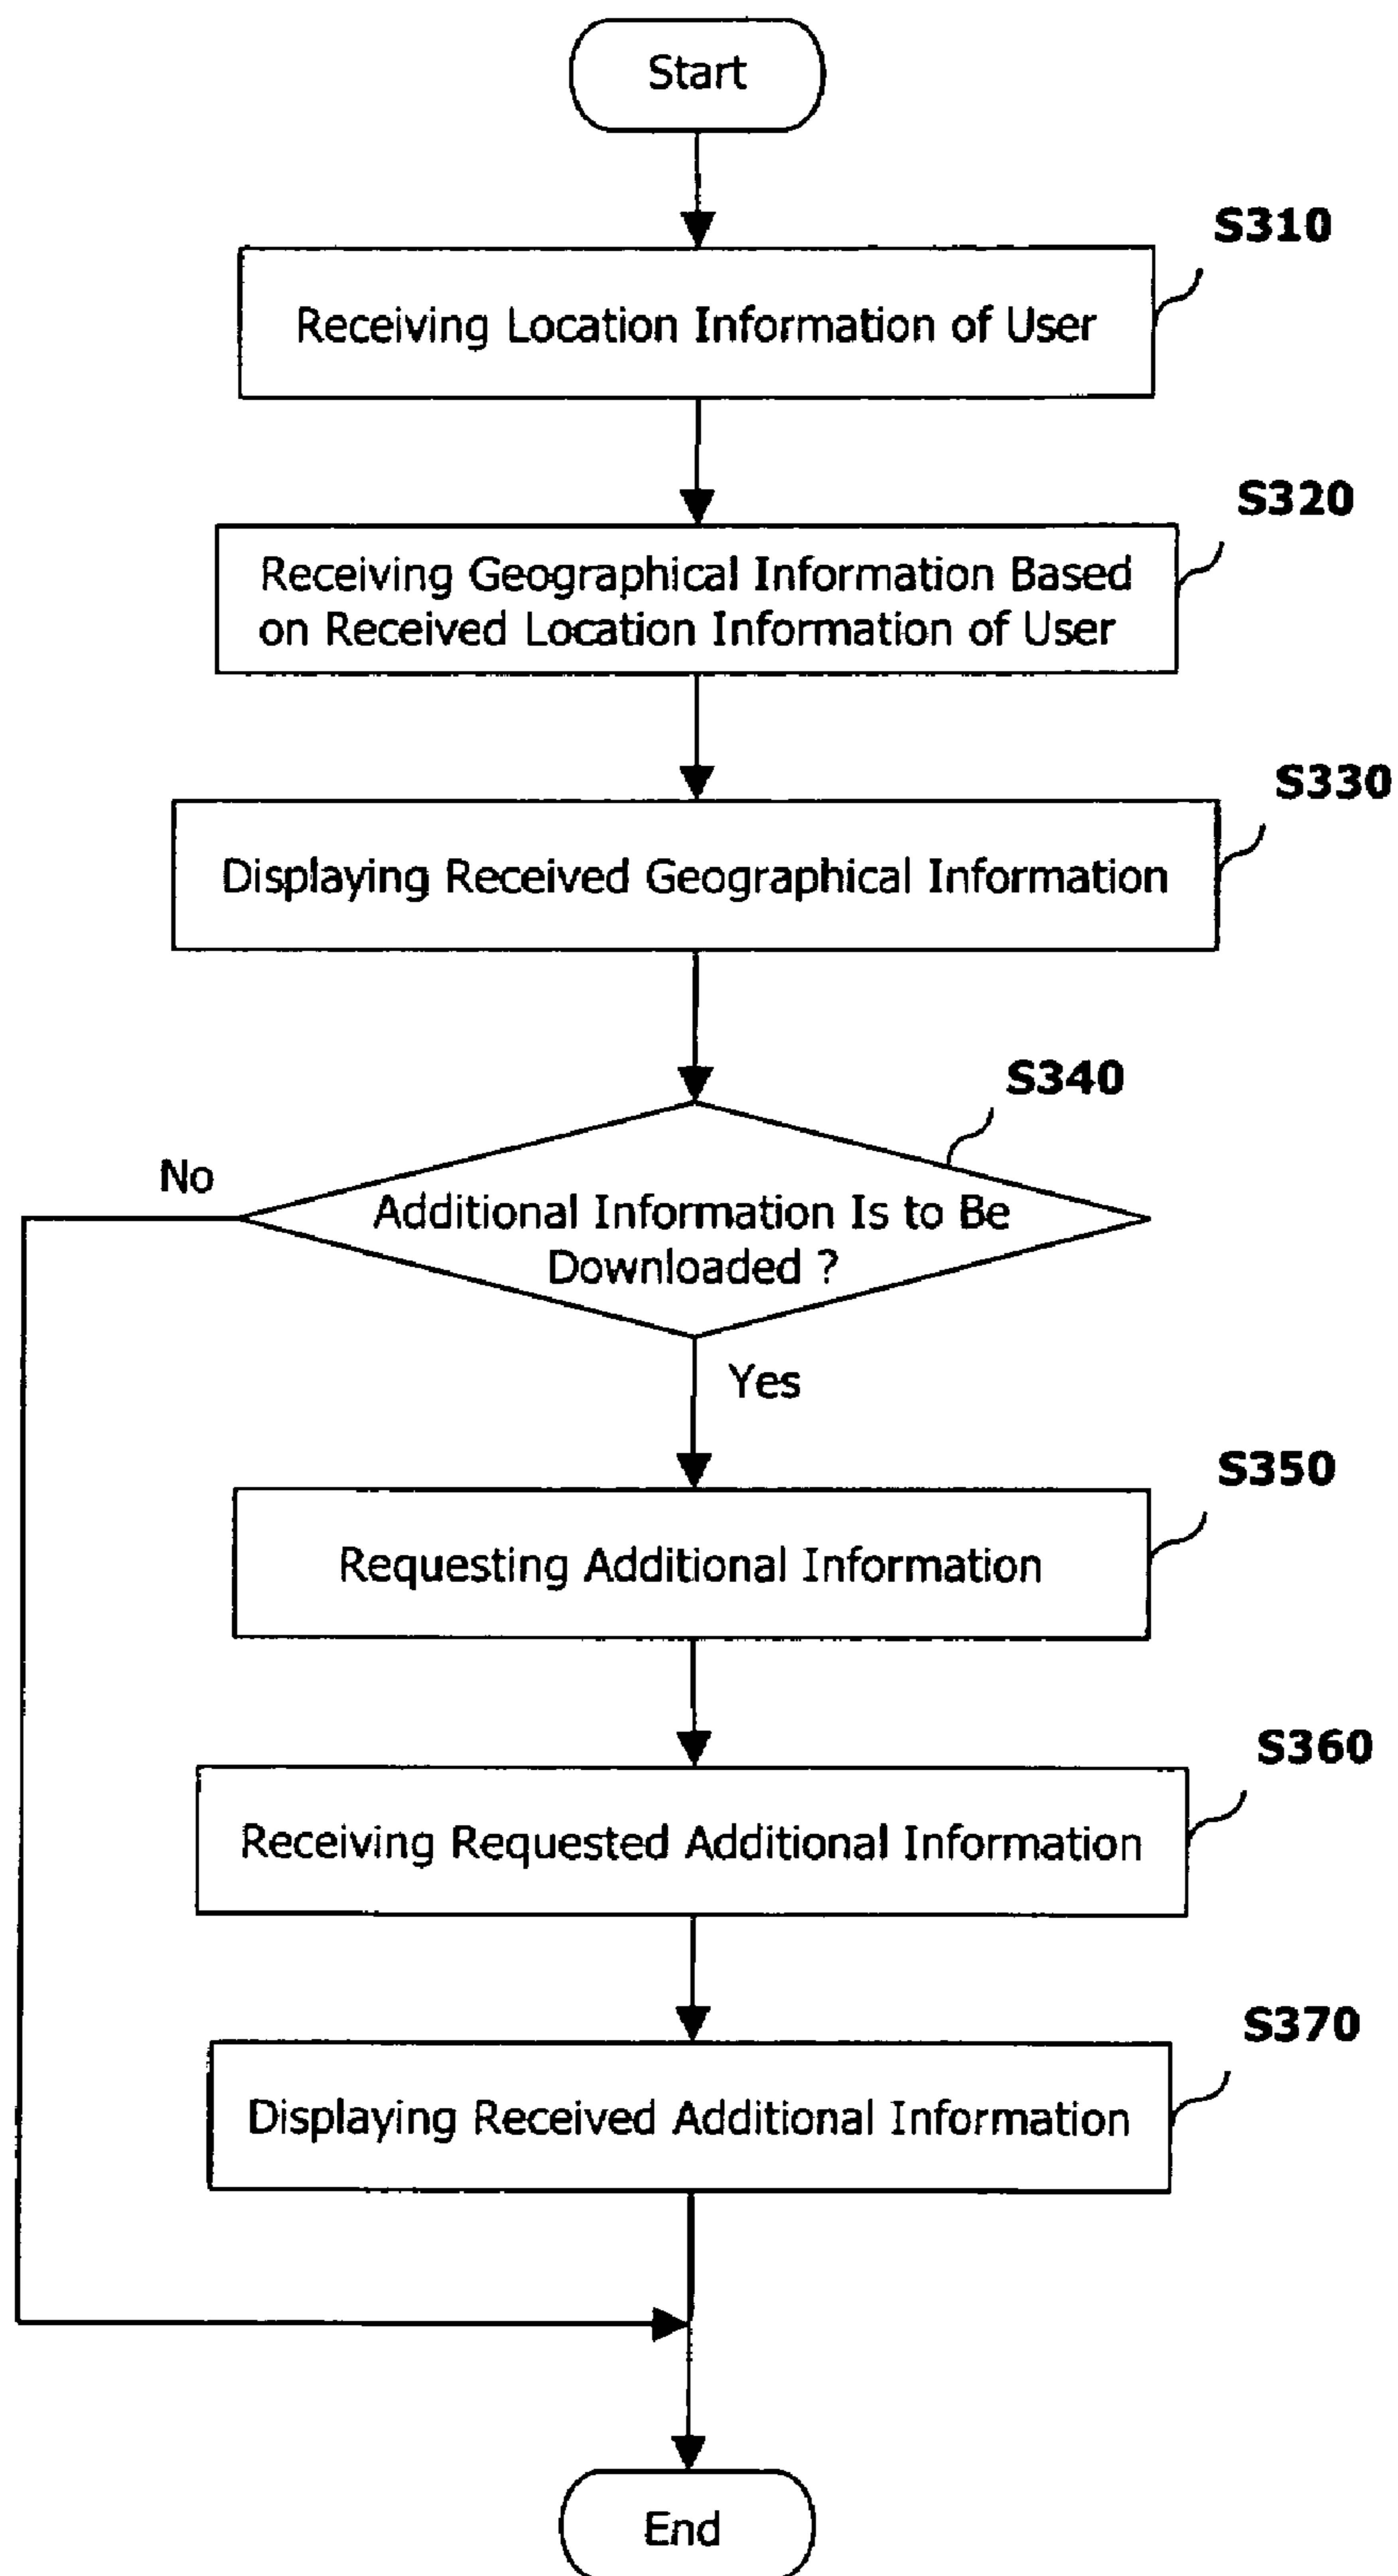 Start
S310
Receiving Location Information of User
S320
Receiving Geographical Information Based
on Received Location Information of User
S330
Displaying Received Geographical Information
S340
No
Additional Information Is to Be
Downloaded ?
Yes
S350
Requesting Additional Information
S360
Receiving Requested Additional Information
S370
Displaying Received Additional Information
End